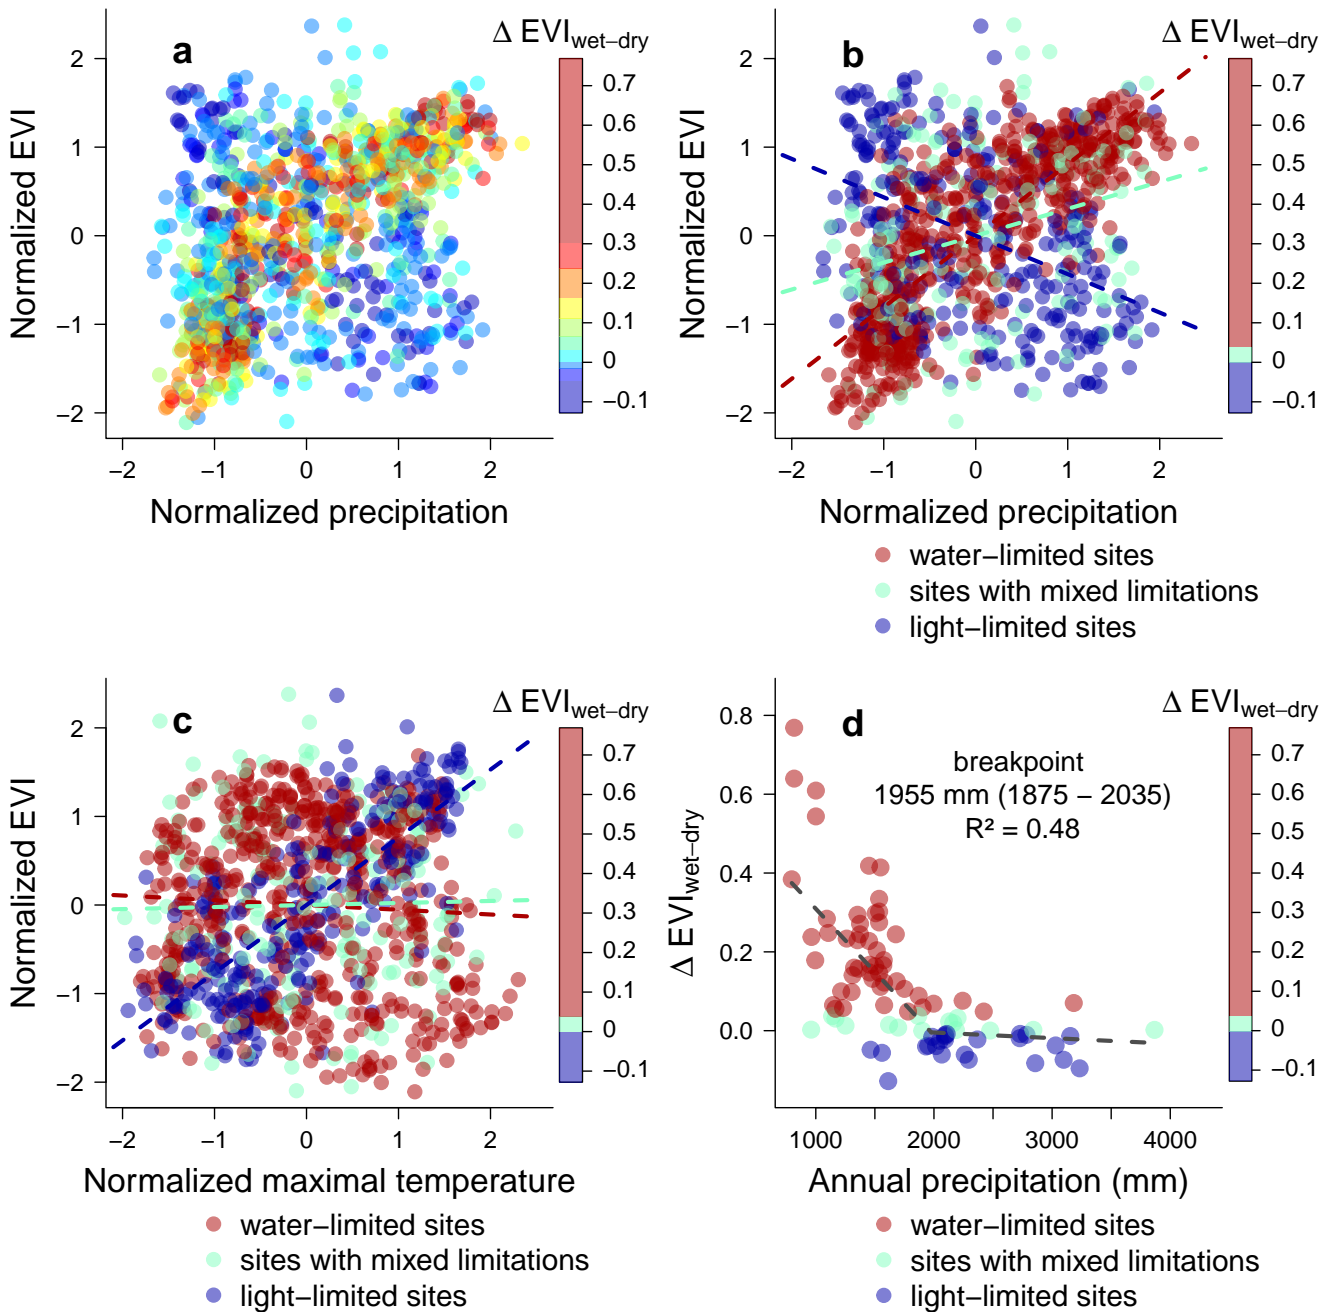 a
Δ EVIwet−dry
Normalized EVI
2
1
0
−1
−2
−2 −1 0 1 2
Normalized precipitation
0.7
0.6
0.5
0.4
0.3
0.2
0.1
0
−0.1
b
Δ EVIwet−dry
Normalized EVI
2
1
0
−1
−2
−2 −1 0 1 2
Normalized precipitation
0.7
0.6
0.5
0.4
0.3
0.2
0.1
0
−0.1
water−limited sites
sites with mixed limitations
light−limited sites
c
Δ EVIwet−dry
Normalized EVI
2
1
0
−1
−2
−2 −1 0 1 2
Normalized maximal temperature
0.7
0.6
0.5
0.4
0.3
0.2
0.1
0
−0.1
water−limited sites
sites with mixed limitations
light−limited sites
d
Δ EVIwet−dry
breakpoint
1955 mm (1875 − 2035)
R² = 0.48
Δ EVIwet−dry
0.8
0.6
0.4
0.2
0.0
1000 2000 3000 4000
Annual precipitation (mm)
0.7
0.6
0.5
0.4
0.3
0.2
0.1
0
−0.1
water−limited sites
sites with mixed limitations
light−limited sites